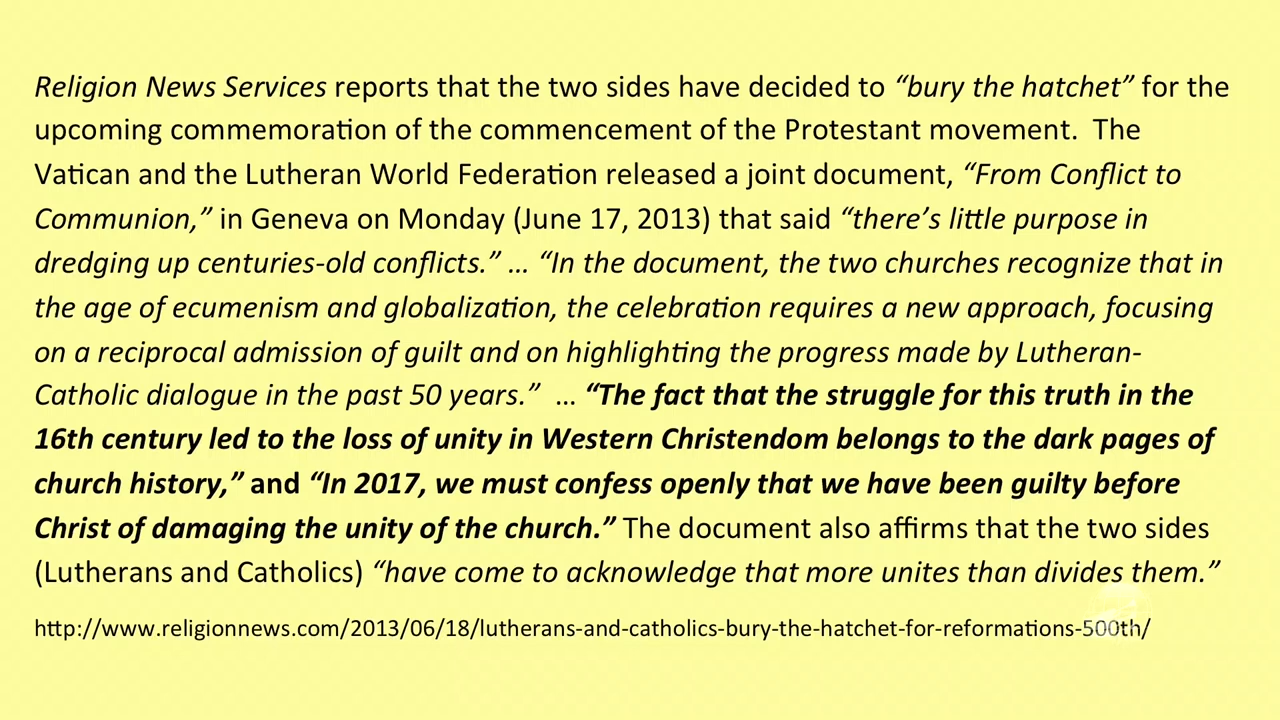 Religion News Services reports that the two sides have decided to “bury the hatchet” for the
upcoming commemoration of the commencement of the Protestant movement.  The
Vatican and the Lutheran World Federation released a joint document, “From Conflict to
Communion,” in Geneva on Monday (June 17, 2013) that said “there’s little purpose in
dredging up centuries-old conflicts.” … “In the document, the two churches recognize that in
the age of ecumenism and globalization, the celebration requires a new approach, focusing
on a reciprocal admission of guilt and on highlighting the progress made by Lutheran-
Catholic dialogue in the past 50 years.”  … “The fact that the struggle for this truth in the
16th century led to the loss of unity in Western Christendom belongs to the dark pages of
church history,” and “In 2017, we must confess openly that we have been guilty before
Christ of damaging the unity of the church.” The document also affirms that the two sides
(Lutherans and Catholics) “have come to acknowledge that more unites than divides them.”
http://www.religionnews.com/2013/06/18/lutherans-and-catholics-bury-the-hatchet-for-reformations-500th/